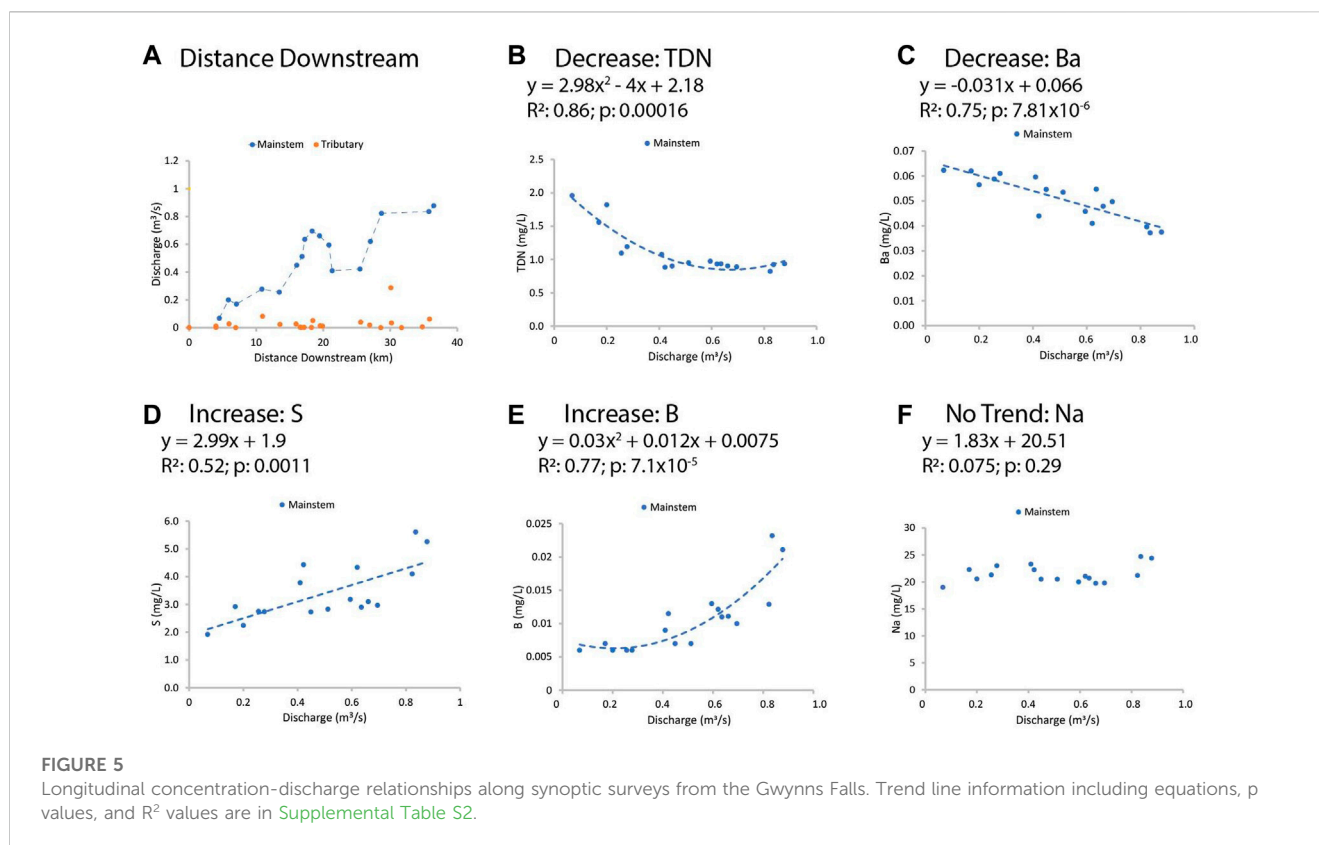 A Distance Downstream
Mainstem Tributary
1.2
1
0.8
0.6
0.4
0.2
0
Discharge (m³/s)
0 10 20 30 40
Distance Downstream (km)
B Decrease: TDN
y = 2.98x² - 4x + 2.18
R²: 0.86; p: 0.00016
Mainstem
2.5
2.0
1.5
1.0
0.5
0.0
TDN (mg/L)
0 0.2 0.4 0.6 0.8 1.0
Discharge (m³/s)
C Decrease: Ba
y = -0.031x + 0.066
R²: 0.75; p: 7.81x10⁻⁶
Mainstem
0.07
0.06
0.05
0.04
0.03
0.02
0.01
0.00
Ba (mg/L)
0 0.2 0.4 0.6 0.8 1.0
Discharge (m³/s)
D Increase: S
y = 2.99x + 1.9
R²: 0.52; p: 0.0011
Mainstem
6.0
5.0
4.0
3.0
2.0
1.0
0.0
S (mg/L)
0 0.2 0.4 0.6 0.8 1
Discharge (m³/s)
E Increase: B
y = 0.03x² + 0.012x + 0.0075
R²: 0.77; p: 7.1x10⁻⁵
Mainstem
0.025
0.02
0.015
0.01
0.005
0
B (mg/L)
0 0.2 0.4 0.6 0.8 1.0
Discharge (m³/s)
F No Trend: Na
y = 1.83x + 20.51
R²: 0.075; p: 0.29
Mainstem
30
25
20
15
10
5
0
Na (mg/L)
0 0.2 0.4 0.6 0.8 1.0
Discharge (m³/s)
FIGURE 5
Longitudinal concentration-discharge relationships along synoptic surveys from the Gwynns Falls. Trend line information including equations, p
values, and R² values are in Supplemental Table S2.